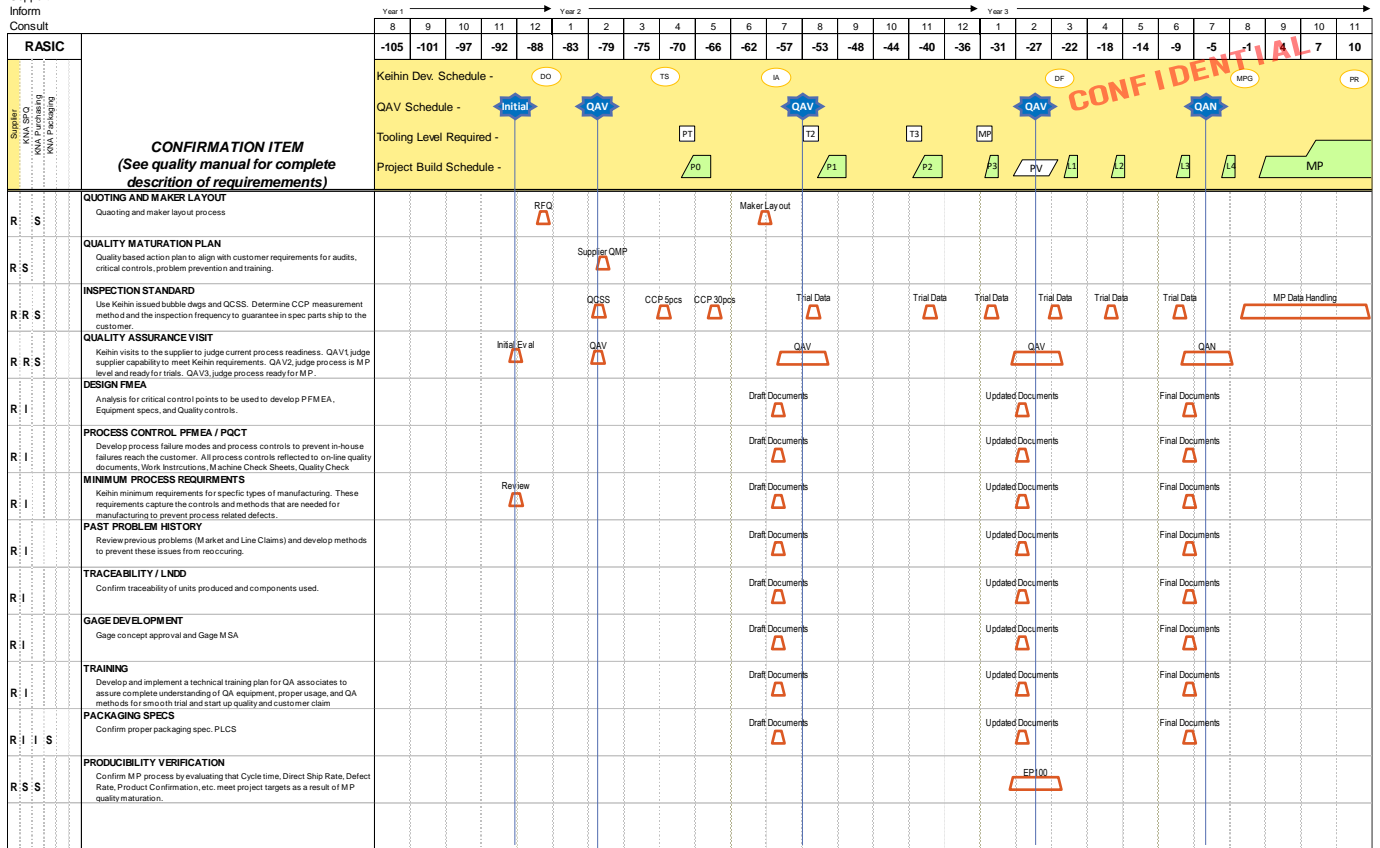 Inform
Consult
Year 1 Year 2 Year 3
8 9 10 11 12 1 2 3 4 5 6 7 8 9 10 11 12 1 2 3 4 5 6 7 8 9 10 11
RASIC -105 -101 -97 -92 -88 -83 -79 -75 -70 -66 -62 -57 -53 -48 -44 -40 -36 -31 -27 -22 -18 -14 -9 -5 -1 4 7 10
Supplier
KNA SPQ
KNA Purchasing
KNA Packaging
CONFIRMATION ITEM
(See quality manual for complete
descrition of requiremements)
Keihin Dev. Schedule - DO TS IA DF MPG PR
CONFIDENTIAL
QAV Schedule - Initial QAV QAV QAV QAN
Tooling Level Required - PT T2 T3 MP
Project Build Schedule - P0 P1 P2 P3 PV L1 L2 L3 L4 MP
QUOTING AND MAKER LAYOUT
Quaoting and maker layout process
R S
RFQ Maker Layout
QUALITY MATURATION PLAN
Quality based action plan to align with customer requirements for audits,
critical controls, problem prevention and training.
R S
Supplier QMP
INSPECTION STANDARD
Use Keihin issued bubble dwgs and QCSS. Determine CCP measurement
method and the inspection frequency to guarantee in spec parts ship to the
customer.
R R S
QCSS CCP 5pcs CCP 30pcs Trial Data Trial Data Trial Data Trial Data Trial Data Trial Data MP Data Handling
QUALITY ASSURANCE VISIT
Keihin visits to the supplier to judge current process readiness. QAV1, judge
supplier capability to meet Keihin requirements. QAV2, judge process is MP
level and ready for trials. QAV3, judge process ready for MP.
R R S
Initial Eval QAV QAV QAV QAN
DESIGN FMEA
Analysis for critical control points to be used to develop PFMEA,
Equipment specs, and Quality controls.
R I
Draft Documents Updated Documents Final Documents
PROCESS CONTROL PFMEA / PQCT
Develop process failure modes and process controls to prevent in-house
failures reach the customer. All process controls reflected to on-line quality
documents, Work Instrcutions, Machine Check Sheets, Quality Check
R I
Draft Documents Updated Documents Final Documents
MINIMUM PROCESS REQUIRMENTS
Keihin minimum requirements for specfic types of manufacturing. These
requirements capture the controls and methods that are needed for
manufacturing to prevent process related defects.
R I
Review Draft Documents Updated Documents Final Documents
PAST PROBLEM HISTORY
Review previous problems (Market and Line Claims) and develop methods
to prevent these issues from reoccuring.
R I
Draft Documents Updated Documents Final Documents
TRACEABILITY / LNDD
Confirm traceability of units produced and components used.
R I
Draft Documents Updated Documents Final Documents
GAGE DEVELOPMENT
Gage concept approval and Gage MSA
R I
Draft Documents Updated Documents Final Documents
TRAINING
Develop and implement a technical training plan for QA associates to
assure complete understanding of QA equipment, proper usage, and QA
methods for smooth trial and start up quality and customer claim
R I
Draft Documents Updated Documents Final Documents
PACKAGING SPECS
Confirm proper packaging spec. PLCS
R I I S
Draft Documents Updated Documents Final Documents
PRODUCIBILITY VERIFICATION
Confirm MP process by evaluating that Cycle time, Direct Ship Rate, Defect
Rate, Product Confirmation, etc. meet project targets as a result of MP
quality maturation.
R S S
EP100